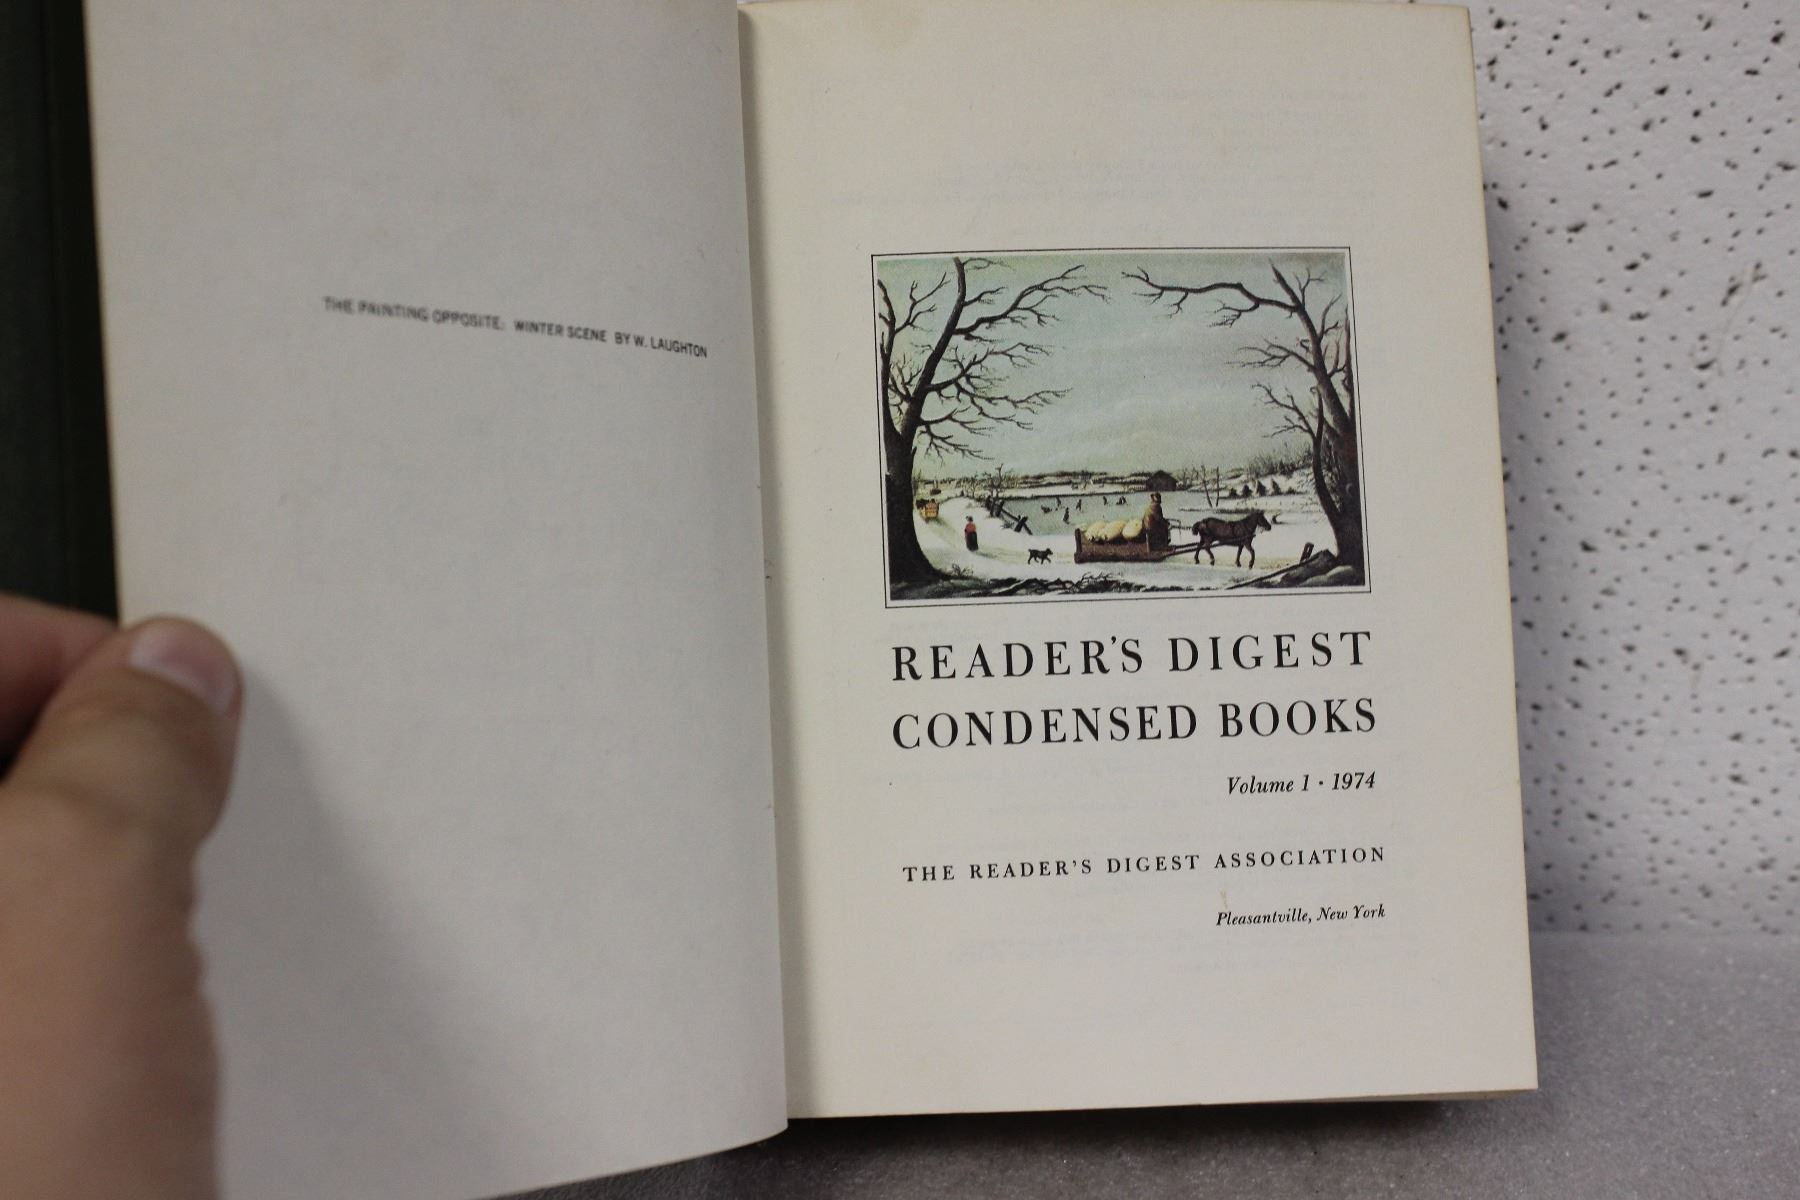 THE PAINTING OPPOSITE: WINTER SCENE BY W. LAUGHTON
READER'S DIGEST
CONDENSED BOOKS
Volume 1 · 1974
THE READER'S DIGEST ASSOCIATION
Pleasantville, New York